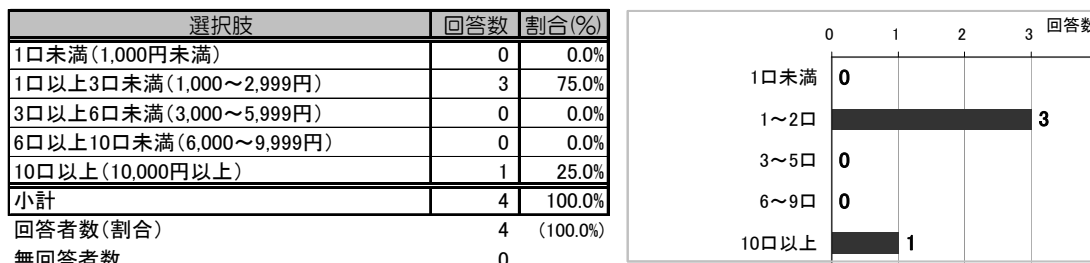 選択肢 回答数 割合(%)
1口未満(1,000円未満) 0 0.0%
1口以上3口未満(1,000～2,999円) 3 75.0%
3口以上6口未満(3,000～5,999円) 0 0.0%
6口以上10口未満(6,000～9,999円) 0 0.0%
10口以上(10,000円以上) 1 25.0%
小計 4 100.0%
回答者数(割合) 4 (100.0%)
無回答者数 0
0 1 2 3 回答数
1口未満 0
1～2口 3
3～5口 0
6～9口 0
10口以上 1